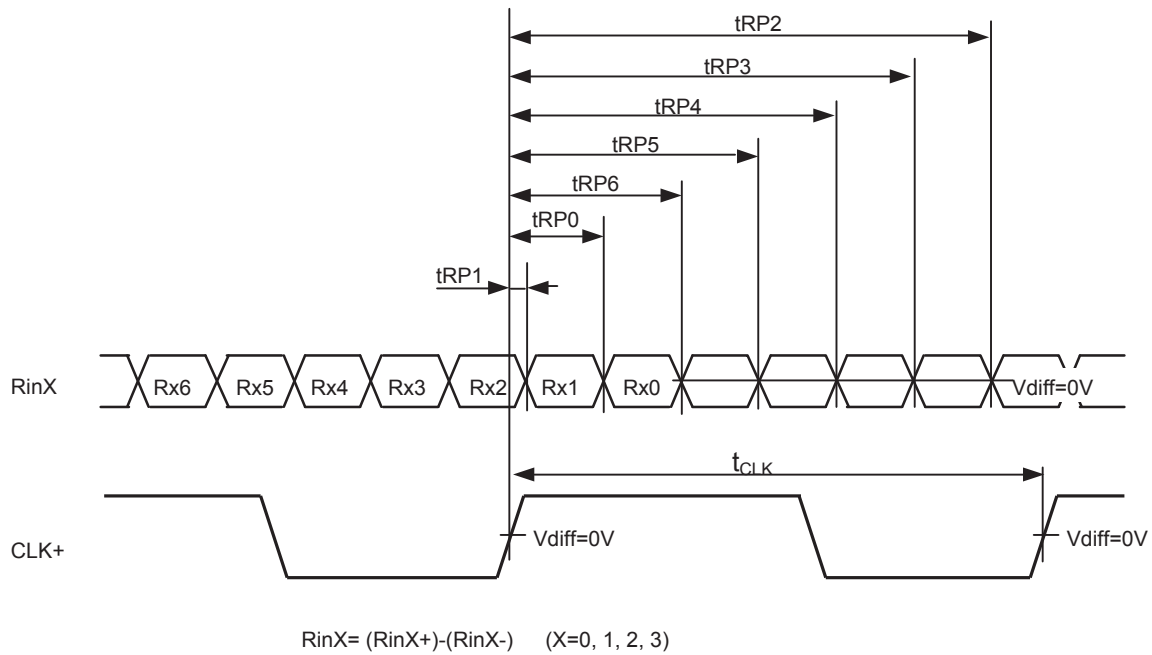 tRP2
tRP3
tRP4
tRP5
tRP6
tRP0
tRP1
RinX Rx6 Rx5 Rx4 Rx3 Rx2 Rx1 Rx0 Vdiff=0V
tCLK
CLK+ Vdiff=0V Vdiff=0V
RinX= (RinX+)-(RinX-) (X=0, 1, 2, 3)